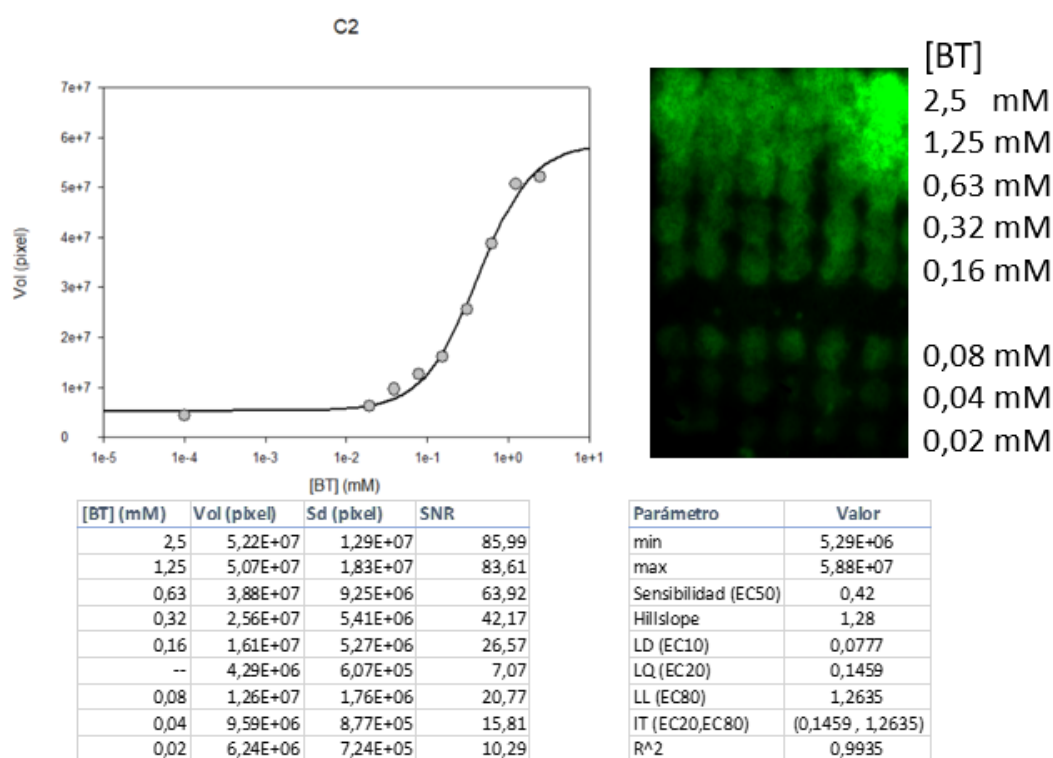 C2
7e+7
6e+7
5e+7
4e+7
3e+7
2e+7
1e+7
0
Vol (pixel)
1e-5 1e-4 1e-3 1e-2 1e-1 1e+0 1e+1
[BT] (mM)
[BT]
2,5 mM
1,25 mM
0,63 mM
0,32 mM
0,16 mM
0,08 mM
0,04 mM
0,02 mM
[BT] (mM) Vol (pixel) Sd (pixel) SNR
2,5 5,22E+07 1,29E+07 85,99
1,25 5,07E+07 1,83E+07 83,61
0,63 3,88E+07 9,25E+06 63,92
0,32 2,56E+07 5,41E+06 42,17
0,16 1,61E+07 5,27E+06 26,57
-- 4,29E+06 6,07E+05 7,07
0,08 1,26E+07 1,76E+06 20,77
0,04 9,59E+06 8,77E+05 15,81
0,02 6,24E+06 7,24E+05 10,29
Parámetro Valor
min 5,29E+06
max 5,88E+07
Sensibilidad (EC50) 0,42
Hillslope 1,28
LD (EC10) 0,0777
LQ (EC20) 0,1459
LL (EC80) 1,2635
IT (EC20,EC80) (0,1459 , 1,2635)
R^2 0,9935